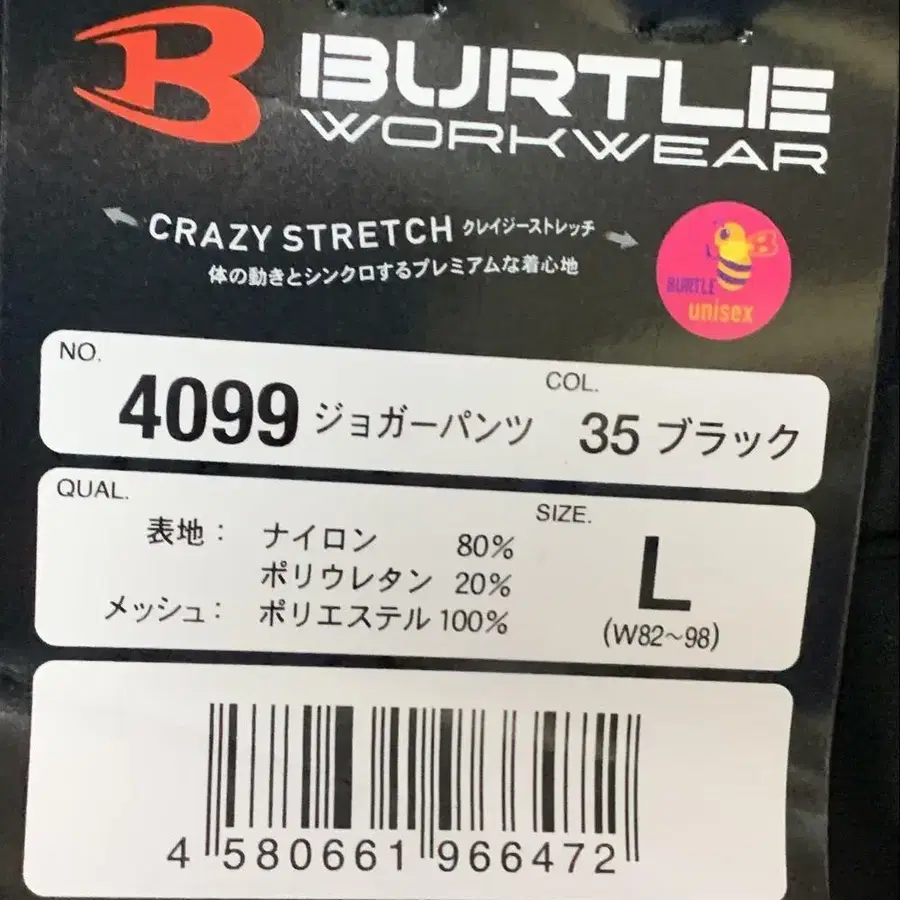 BURTLE
WORKWEAR
CRAZY STRETCH クレイジーストレッチ
体の動きとシンクロするプレミアムな着心地
BURTLE
unisex
NO.
4099 ジョガーパンツ
COL.
35 ブラック
QUAL.
表地: ナイロン 80%
ポリウレタン 20%
メッシュ: ポリエステル 100%
SIZE.
L
(W82~98)
4 580661 966472